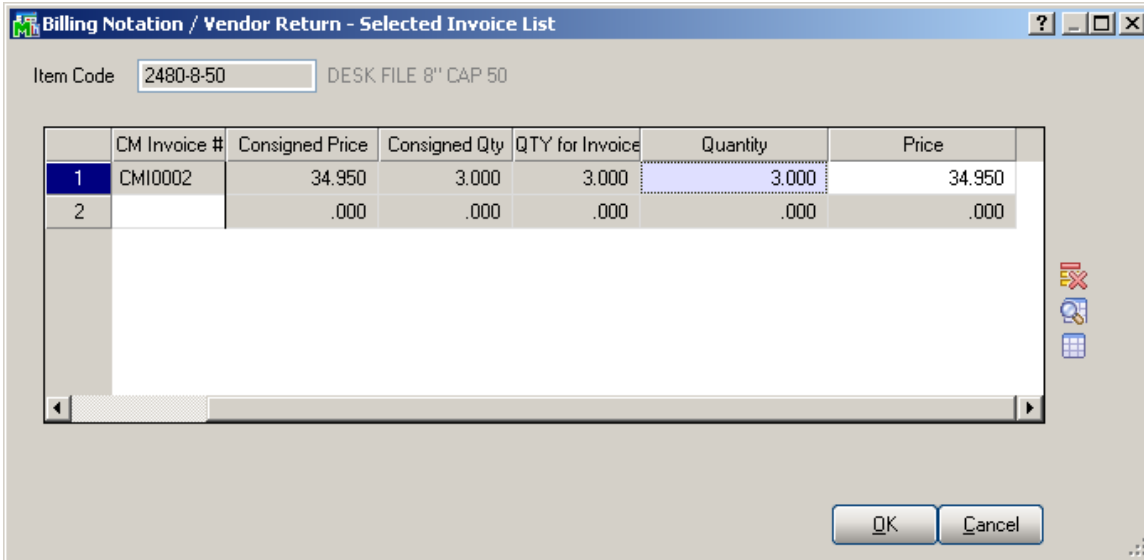 Billing Notation / Vendor Return - Selected Invoice List
Item Code 2480-8-50 DESK FILE 8" CAP 50
CM Invoice # Consigned Price Consigned Qty QTY for Invoice Quantity Price
1 CMI0002 34.950 3.000 3.000 3.000 34.950
2 .000 .000 .000 .000 .000
OK Cancel